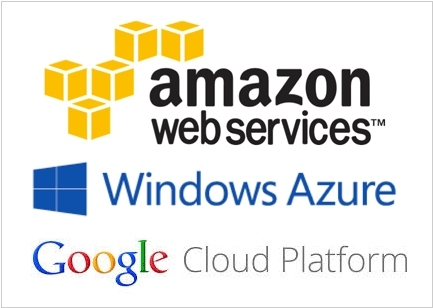 amazon
web services™
Windows Azure
Google Cloud Platform